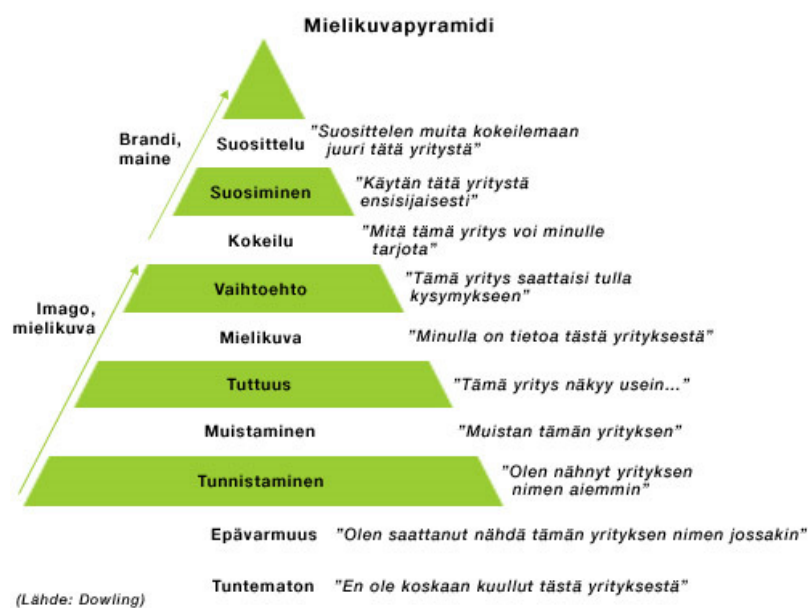 Mielikuvapyramidi
Brandi,
maine
Suosittelu
"Suosittelen muita kokeilemaan
juuri tätä yritystä"
Suosiminen
"Käytän tätä yritystä
ensisijaisesti"
Kokeilu
"Mitä tämä yritys voi minulle
tarjota"
Imago,
mielikuva
Vaihtoehto
"Tämä yritys saattaisi tulla
kysymykseen"
Mielikuva
"Minulla on tietoa tästä yrityksestä"
Tuttuus
"Tämä yritys näkyy usein..."
Muistaminen
"Muistan tämän yrityksen"
Tunnistaminen
"Olen nähnyt yrityksen
nimen aiemmin"
Epävarmuus
"Olen saattanut nähdä tämän yrityksen nimen jossakin"
Tuntematon
"En ole koskaan kuullut tästä yrityksestä"
(Lähde: Dowling)